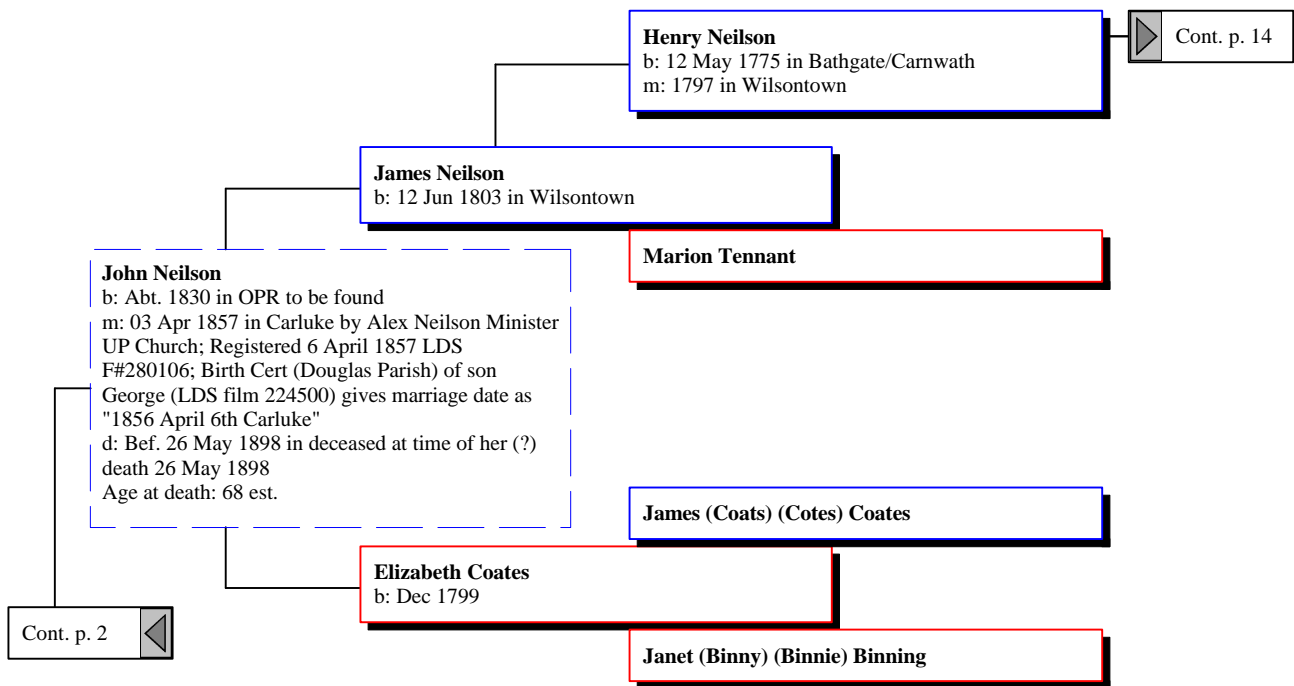 Henry Neilson
b: 12 May 1775 in Bathgate/Carnwath
m: 1797 in Wilsontown
Cont. p. 14
James Neilson
b: 12 Jun 1803 in Wilsontown
Marion Tennant
John Neilson
b: Abt. 1830 in OPR to be found
m: 03 Apr 1857 in Carluke by Alex Neilson Minister
UP Church; Registered 6 April 1857 LDS
F#280106; Birth Cert (Douglas Parish) of son
George (LDS film 224500) gives marriage date as
"1856 April 6th Carluke"
d: Bef. 26 May 1898 in deceased at time of her (?)
death 26 May 1898
Age at death: 68 est.
James (Coats) (Cotes) Coates
Elizabeth Coates
b: Dec 1799
Cont. p. 2
Janet (Binny) (Binnie) Binning